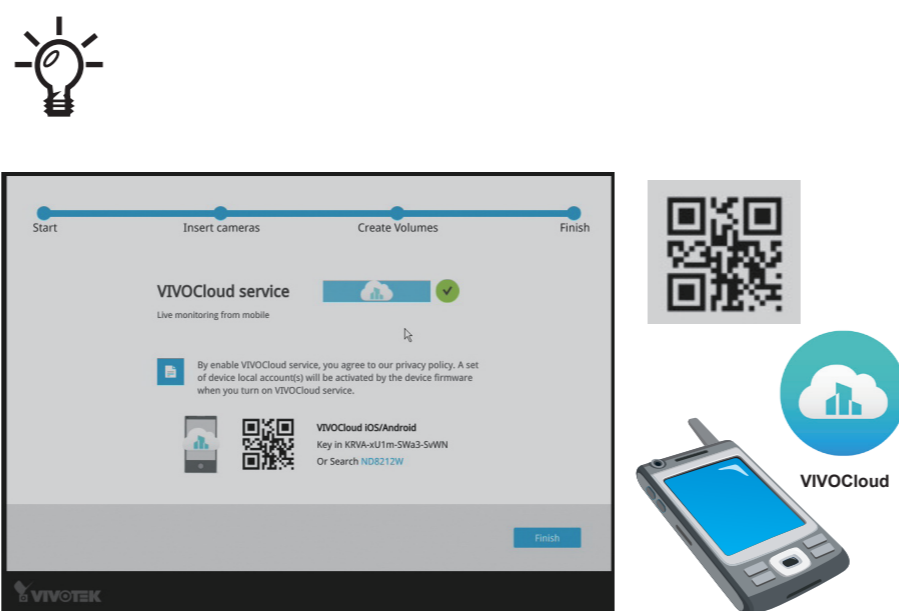 Start
Insert cameras
Create Volumes
Finish
VIVOCloud service
Live monitoring from mobile
By enable VIVOCloud service, you agree to our privacy policy. A set
of device local account(s) will be activated by the device firmware
when you turn on VIVOCloud service.
VIVOCloud iOS/Android
Key in KRVA-xU1m-SWa3-SvWN
Or Search ND8212W
Finish
VIVOTEK
VIVOCloud